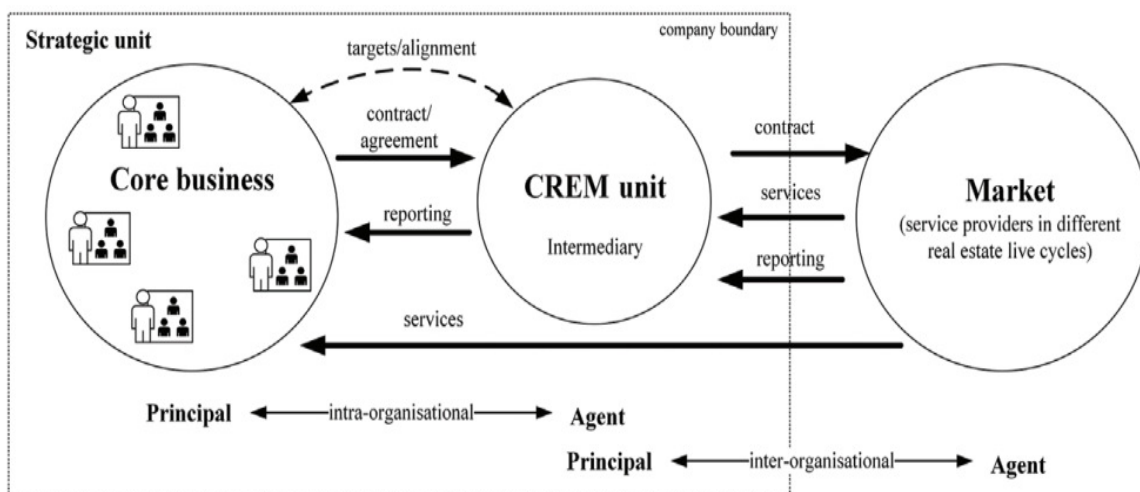 company boundary
Strategic unit
targets/alignment
contract/
agreement
contract
Core business
CREM unit
Market
services
(service providers in different
real estate live cycles)
reporting
Intermediary
reporting
services
Principal
intra-organisational
Agent
Principal
inter-organisational
Agent